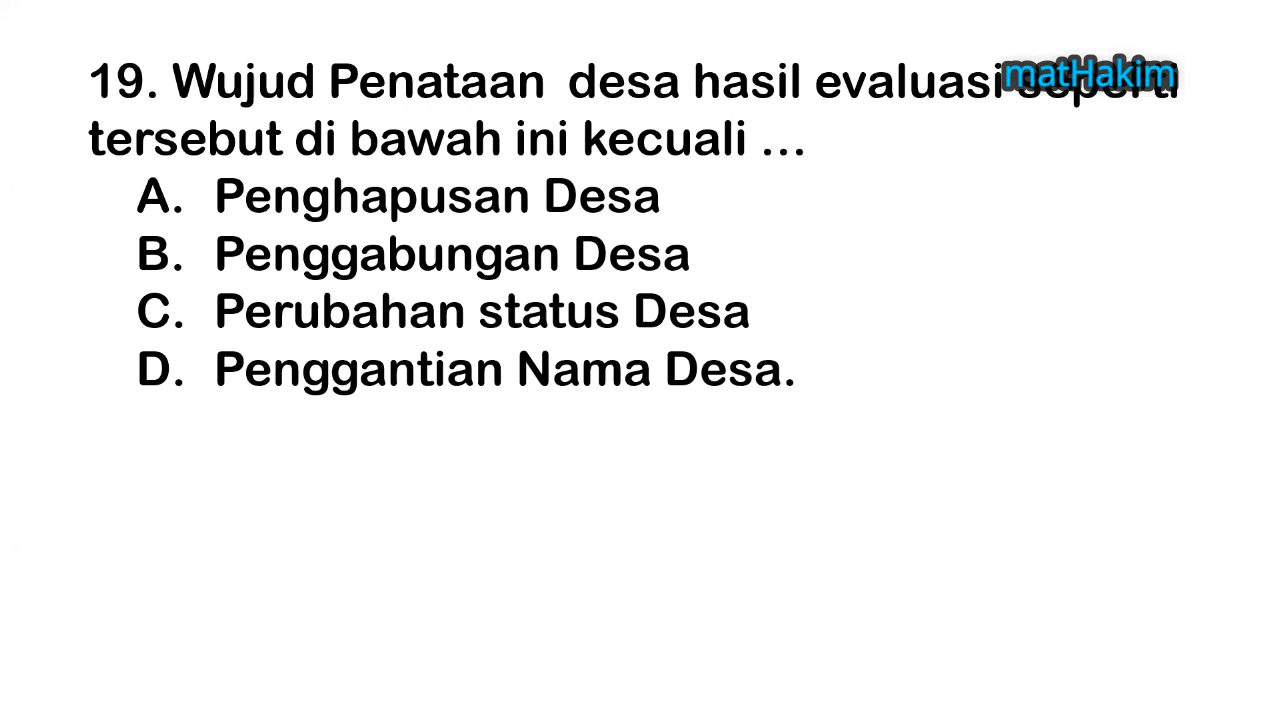 19. Wujud Penataan desa hasil evaluasi seperti
matHakim
tersebut di bawah ini kecuali ...
A. Penghapusan Desa
B. Penggabungan Desa
C. Perubahan status Desa
D. Penggantian Nama Desa.